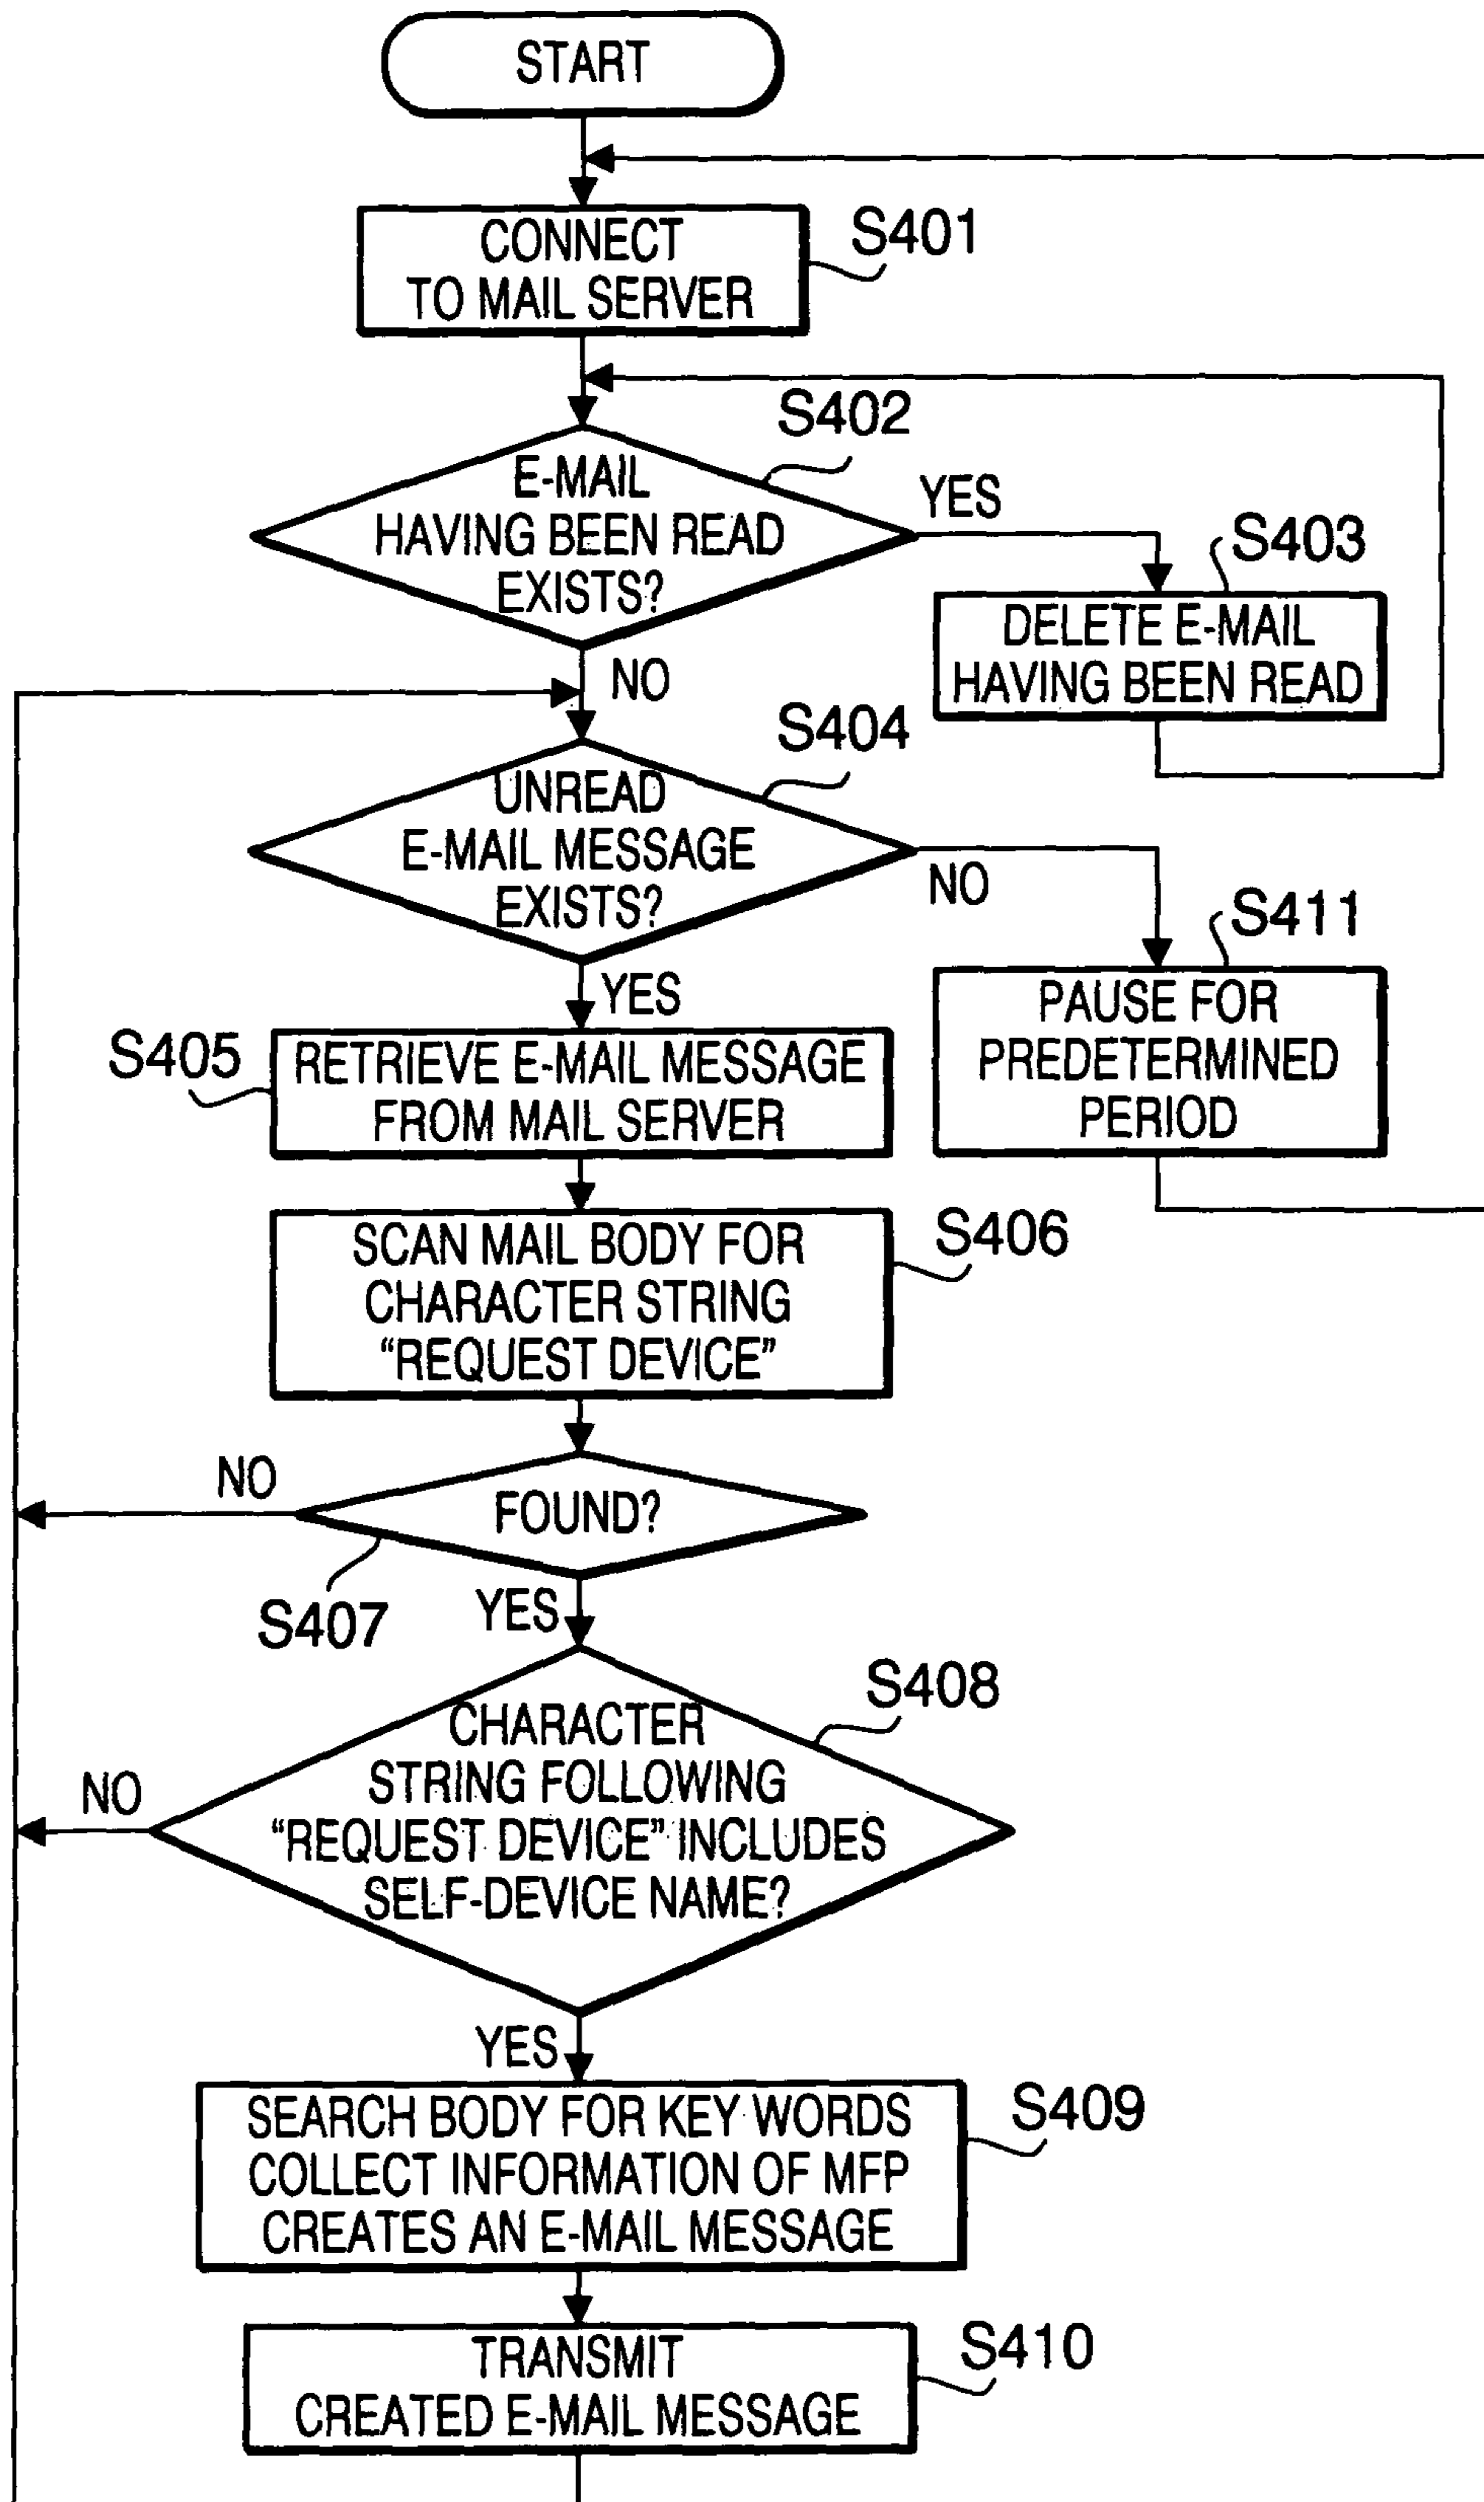 START
CONNECT
TO MAIL SERVER
S401
S402
E-MAIL
HAVING BEEN READ
EXISTS?
YES
S403
DELETE E-MAIL
HAVING BEEN READ
NO
S404
UNREAD
E-MAIL MESSAGE
EXISTS?
NO
S411
PAUSE FOR
PREDETERMINED
PERIOD
YES
S405
RETRIEVE E-MAIL MESSAGE
FROM MAIL SERVER
S406
SCAN MAIL BODY FOR
CHARACTER STRING
“REQUEST DEVICE”
NO
FOUND?
S407
YES
S408
CHARACTER
STRING FOLLOWING
“REQUEST DEVICE” INCLUDES
SELF-DEVICE NAME?
NO
YES
SEARCH BODY FOR KEY WORDS
COLLECT INFORMATION OF MFP
CREATES AN E-MAIL MESSAGE
S409
TRANSMIT
CREATED E-MAIL MESSAGE
S410